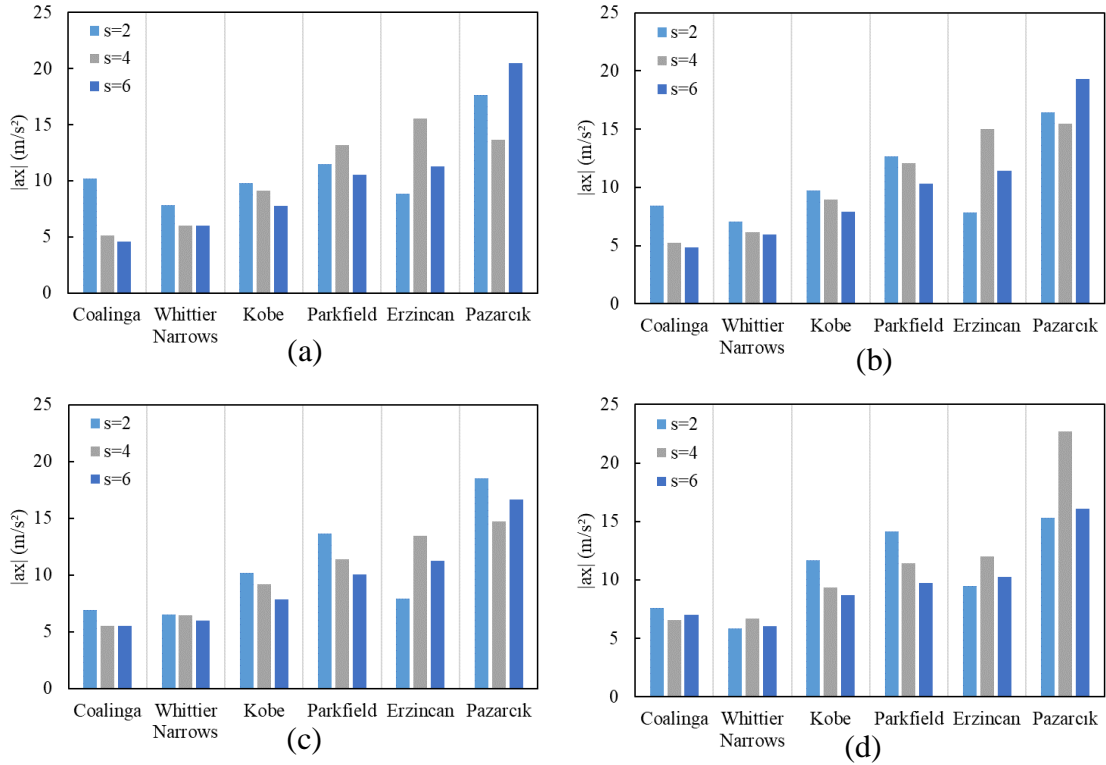 25
20
15
10
5
0
|ax| (m/s²)
s=2
s=4
s=6
Coalinga Whittier Narrows Kobe Parkfield Erzincan Pazarcık
(a)
25
20
15
10
5
0
|ax| (m/s²)
s=2
s=4
s=6
Coalinga Whittier Narrows Kobe Parkfield Erzincan Pazarcık
(b)
25
20
15
10
5
0
|ax| (m/s²)
s=2
s=4
s=6
Coalinga Whittier Narrows Kobe Parkfield Erzincan Pazarcık
(c)
25
20
15
10
5
0
|ax| (m/s²)
s=2
s=4
s=6
Coalinga Whittier Narrows Kobe Parkfield Erzincan Pazarcık
(d)